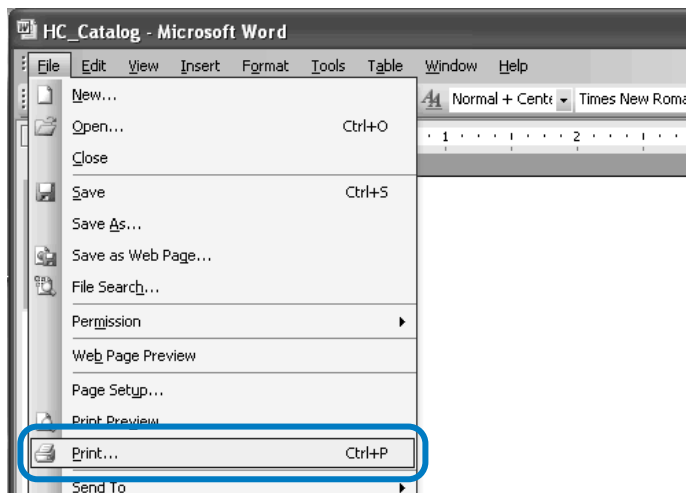 HC_Catalog - Microsoft Word
File Edit View Insert Format Tools Table Window Help
New...
Normal + Cente Times New Roma
Open... Ctrl+O
1 2
Close
Save Ctrl+S
Save As...
Save as Web Page...
File Search...
Permission
Web Page Preview
Page Setup...
Print Preview
Print... Ctrl+P
Send To